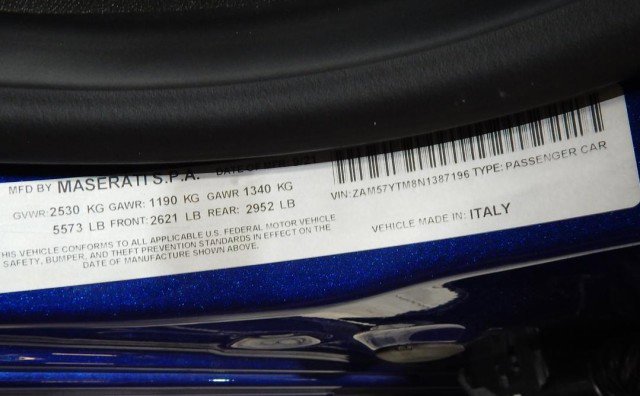 MFD BY MASERATI S.P.A. 9/21
GVWR 2530 KG GAWR: 1190 KG GAWR 1340 KG
5573 LB FRONT: 2621 LB REAR: 2952 LB
THIS VEHICLE CONFORMS TO ALL APPLICABLE U.S. FEDERAL MOTOR VEHICLE
SAFETY, BUMPER, AND THEFT PREVENTION STANDARDS IN EFFECT ON THE
DATE OF MANUFACTURE SHOWN ABOVE.
VIN: ZAM57YTM8N1387196 TYPE: PASSENGER CAR
VEHICLE MADE IN: ITALY